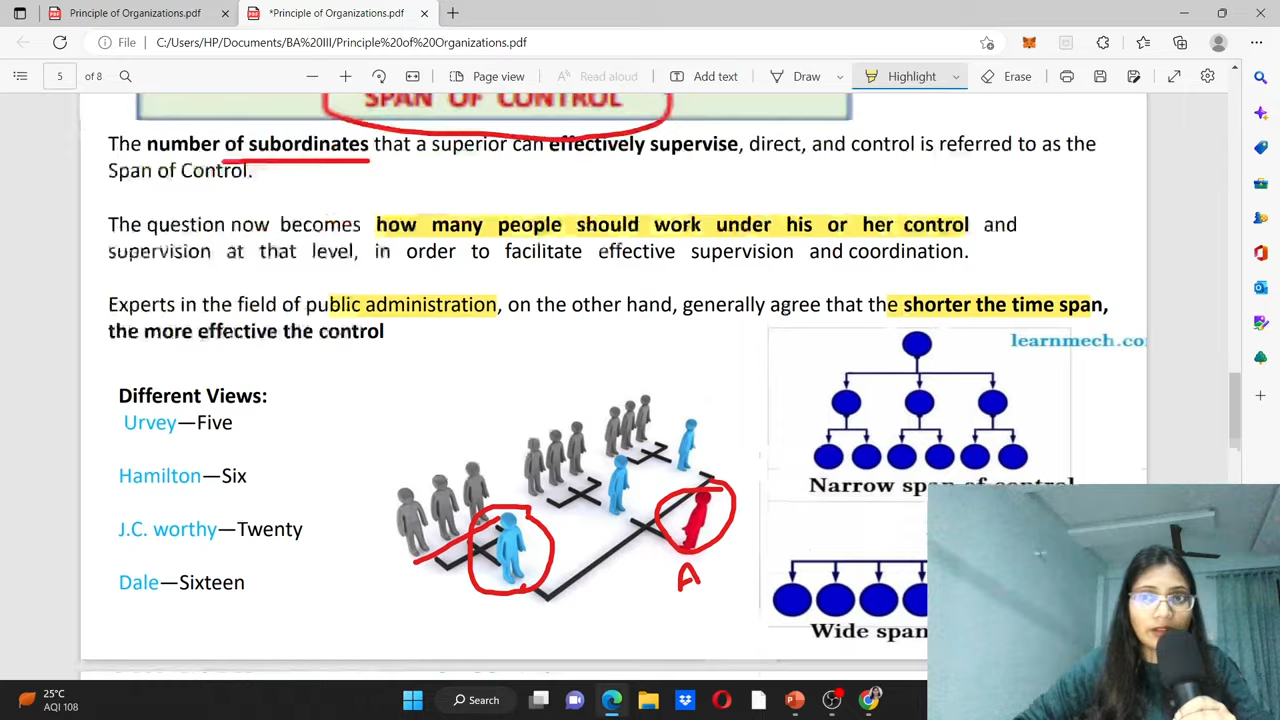 Principle of Organizations.pdf
*Principle of Organizations.pdf
File
C:/Users/HP/Documents/BA%20III/Principle%20of%20Organizations.pdf
5 of 8
Page view
Read aloud
Add text
Draw
Highlight
Erase
SPAN OF CONTROL
The number of subordinates that a superior can effectively supervise, direct, and control is referred to as the
Span of Control.
The question now becomes how many people should work under his or her control and
supervision at that level, in order to facilitate effective supervision and coordination.
Experts in the field of public administration, on the other hand, generally agree that the shorter the time span,
the more effective the control
learnmech.co
Different Views:
Urvey—Five
Hamilton—Six
J.C. worthy—Twenty
Dale—Sixteen
A
Narrow span of control
Wide span
25°C
AQI 108
Search